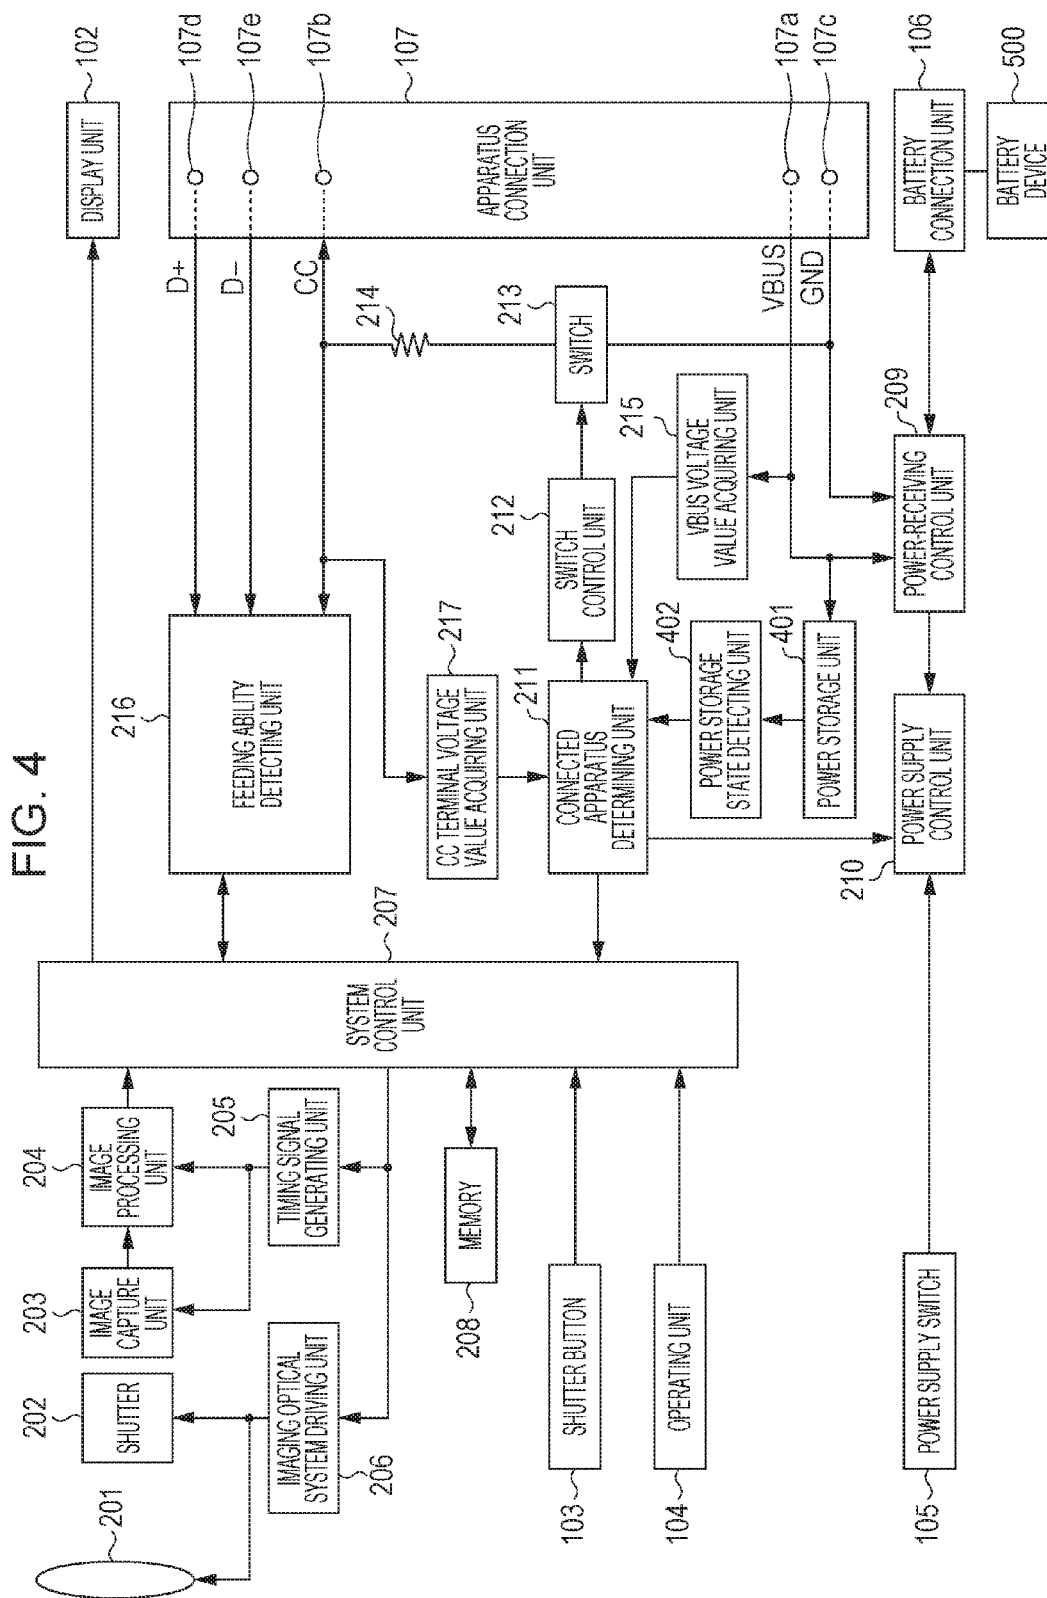 FIG. 4
201
202
SHUTTER
203
IMAGE
CAPTURE
UNIT
204
IMAGE
PROCESSING
UNIT
205
TIMING SIGNAL
GENERATING UNIT
IMAGING OPTICAL
SYSTEM DRIVING UNIT
206
MEMORY
208
SHUTTER BUTTON
103
OPERATING UNIT
104
POWER SUPPLY SWITCH
105
SYSTEM
CONTROL
UNIT
207
216
FEEDING ABILITY
DETECTING UNIT
CC TERMINAL VOLTAGE
VALUE ACQUIRING UNIT
217
CONNECTED
APPARATUS
DETERMINING UNIT
211
SWITCH
CONTROL UNIT
212
SWITCH
213
214
VBUS VOLTAGE
VALUE ACQUIRING UNIT
215
POWER STORAGE
STATE DETECTING UNIT
402
POWER STORAGE UNIT
401
POWER SUPPLY
CONTROL UNIT
210
POWER-RECEIVING
CONTROL UNIT
209
DISPLAY UNIT
102
D+
D−
CC
VBUS
GND
APPARATUS
CONNECTION
UNIT
107d
107e
107b
107
107a
107c
BATTERY
CONNECTION UNIT
106
BATTERY
DEVICE
500